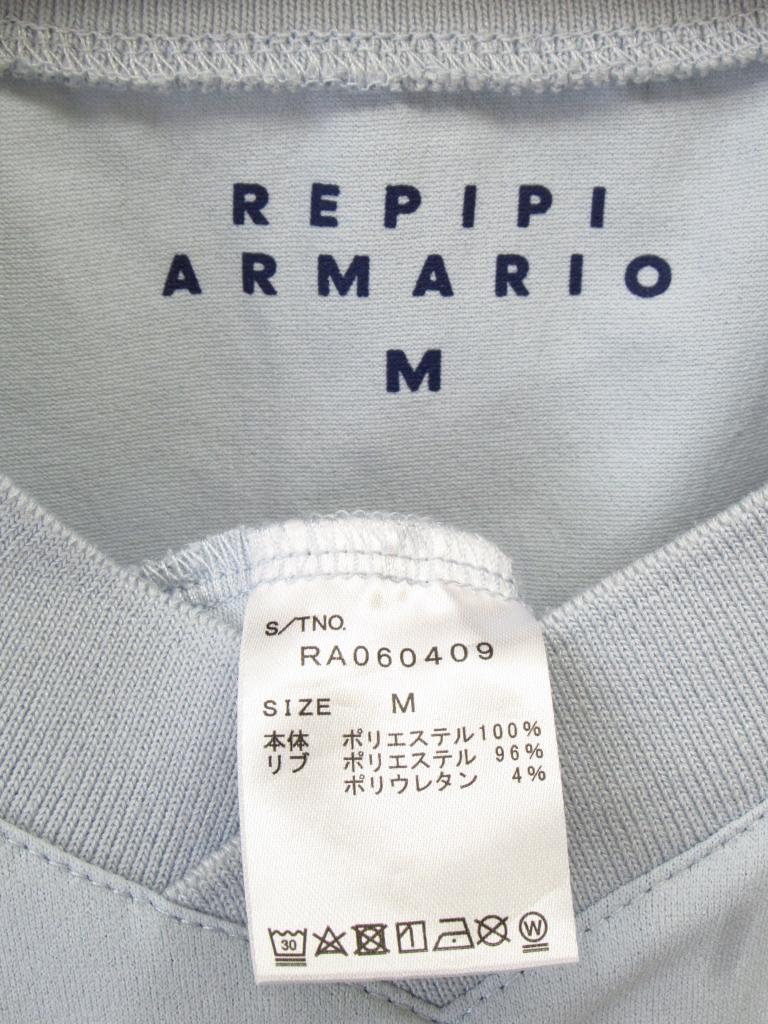 REPIPI
ARMARIO
M
S/TNO.
RA060409
SIZE M
本体 ポリエステル100%
リブ ポリエステル 96%
ポリウレタン 4%
30
W